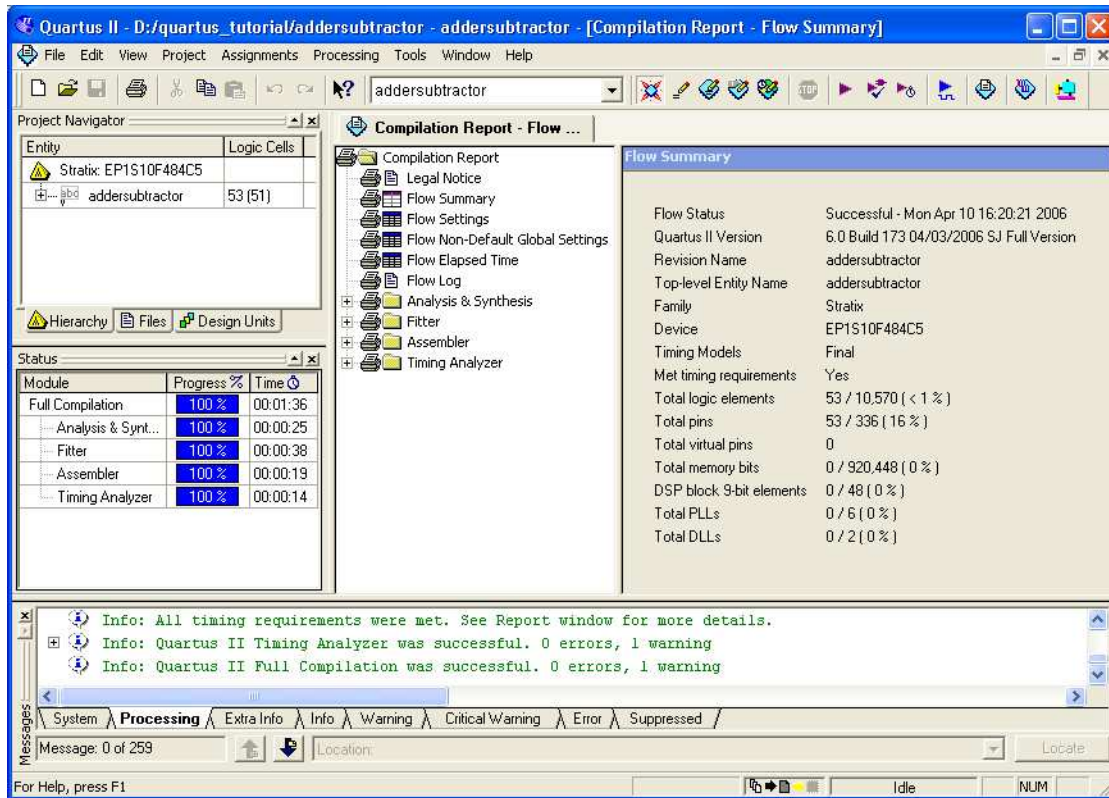 Quartus II - D:/quartus_tutorial/addersubtractor - addersubtractor - [Compilation Report - Flow Summary]
File Edit View Project Assignments Processing Tools Window Help
addersubtractor
Project Navigator
Entity Logic Cells
Stratix: EP1S10F484C5
addersubtractor 53 (51)
Hierarchy Files Design Units
Status
Module Progress % Time
Full Compilation 100 % 00:01:36
Analysis & Synt... 100 % 00:00:25
Fitter 100 % 00:00:38
Assembler 100 % 00:00:19
Timing Analyzer 100 % 00:00:14
Compilation Report - Flow ...
Compilation Report
Legal Notice
Flow Summary
Flow Settings
Flow Non-Default Global Settings
Flow Elapsed Time
Flow Log
Analysis & Synthesis
Fitter
Assembler
Timing Analyzer
Flow Summary
Flow Status Successful - Mon Apr 10 16:20:21 2006
Quartus II Version 6.0 Build 173 04/03/2006 SJ Full Version
Revision Name addersubtractor
Top-level Entity Name addersubtractor
Family Stratix
Device EP1S10F484C5
Timing Models Final
Met timing requirements Yes
Total logic elements 53 / 10,570 ( < 1 % )
Total pins 53 / 336 ( 16 % )
Total virtual pins 0
Total memory bits 0 / 920,448 ( 0 % )
DSP block 9-bit elements 0 / 48 ( 0 % )
Total PLLs 0 / 6 ( 0 % )
Total DLLs 0 / 2 ( 0 % )
Info: All timing requirements were met. See Report window for more details.
Info: Quartus II Timing Analyzer was successful. 0 errors, 1 warning
Info: Quartus II Full Compilation was successful. 0 errors, 1 warning
System Processing Extra Info Info Warning Critical Warning Error Suppressed
Messages
Message: 0 of 259 Location: Locate
For Help, press F1 Idle NUM